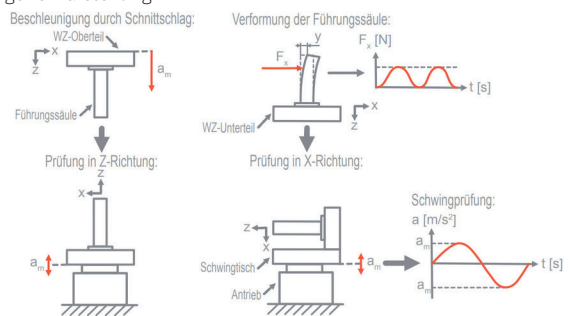 Beschleunigung durch Schnittschlag:
WZ-Oberteil
x
z
a_m
Führungssäule
Verformung der Führungssäule:
y
F_x
F_x [N]
t [s]
x
z
WZ-Unterteil
Prüfung in Z-Richtung:
z
x
a_m
Prüfung in X-Richtung:
z
x
Schwingtisch
a_m
Antrieb
Schwingprüfung:
a [m/s²]
a_m
t [s]
a_m